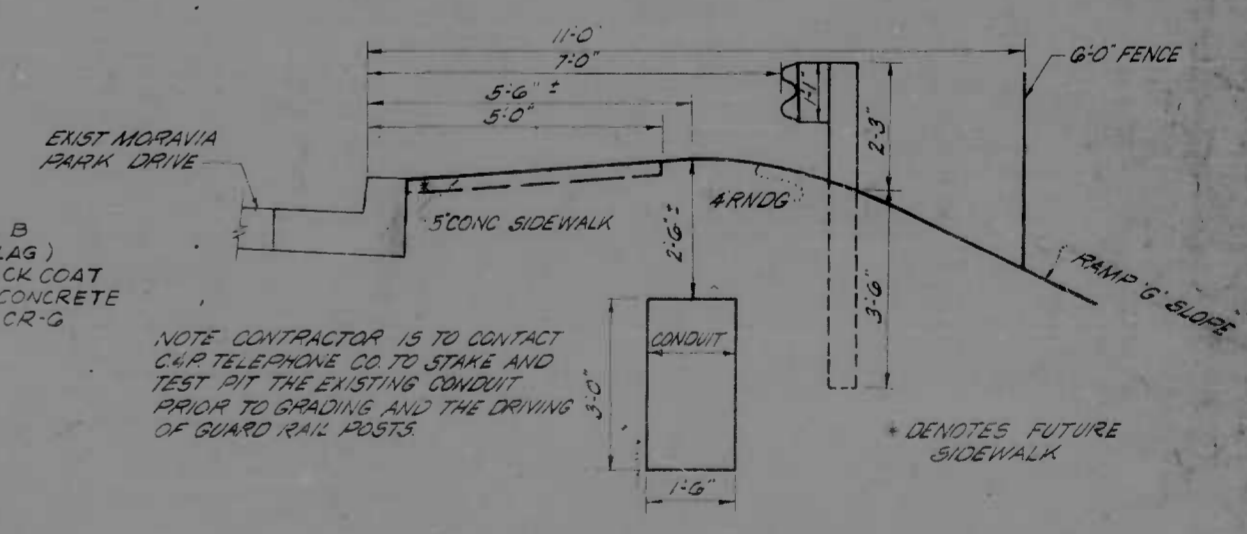 11'-0"
7'-0"
6'-0" FENCE
5'-6" ±
5'-0"
1'-1"
2'-3"
EXIST MORAVIA
PARK DRIVE
5" CONC SIDEWALK
4' RNDG
2'-6" ±
3'-6"
RAMP 'G' SLOPE
B
LAG)
CK COAT
CONCRETE
CR-6
NOTE CONTRACTOR IS TO CONTACT
C&P. TELEPHONE CO. TO STAKE AND
TEST PIT THE EXISTING CONDUIT
PRIOR TO GRADING AND THE DRIVING
OF GUARD RAIL POSTS.
CONDUIT
3'-0"
1'-6"
* DENOTES FUTURE
SIDEWALK